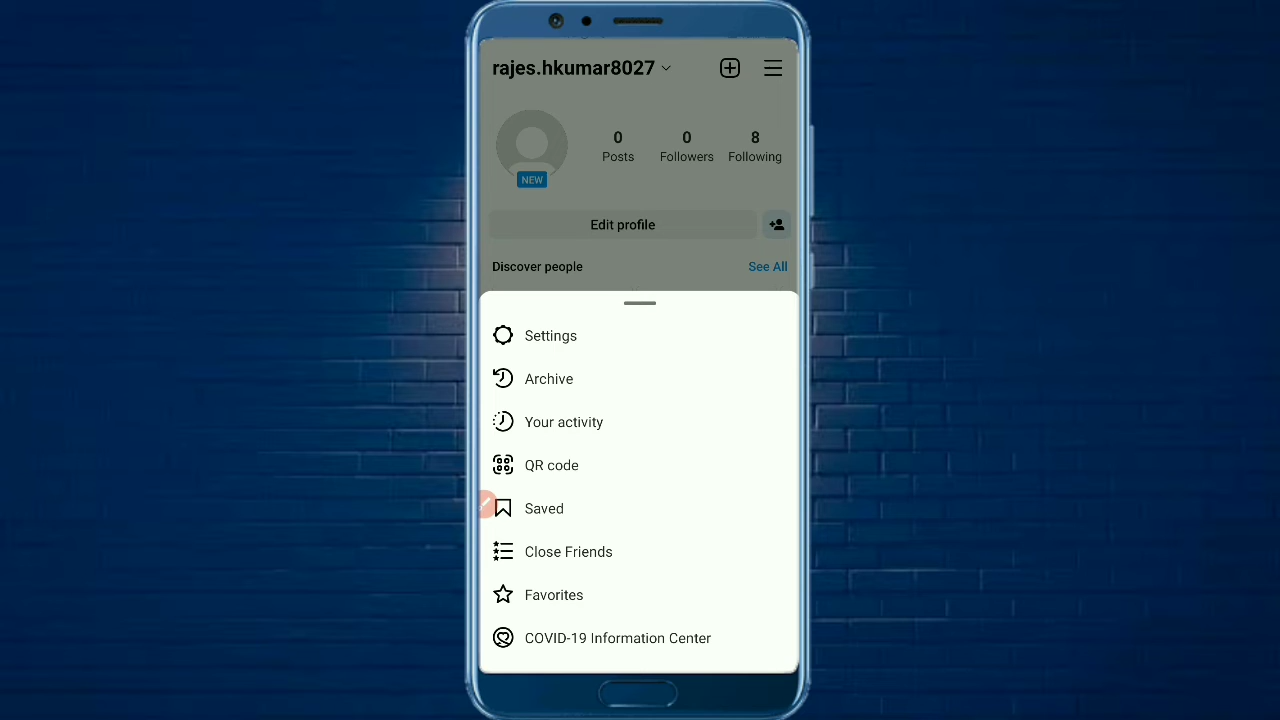 rajes.hkumar8027
0 0 8
Posts Followers Following
NEW
Edit profile
Discover people See All
Settings
Archive
Your activity
QR code
Saved
Close Friends
Favorites
COVID-19 Information Center